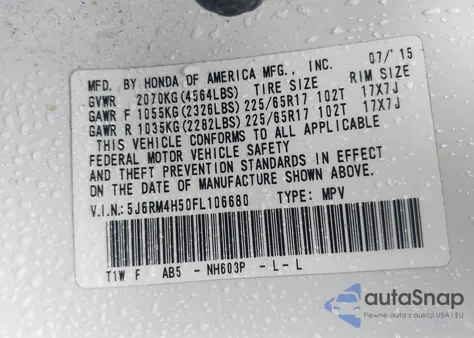 MFD. BY HONDA OF AMERICA MFG., INC. 07/'15
GVWR 2070KG(4564LBS) TIRE SIZE RIM SIZE
GAWR F 1055KG(2326LBS) 225/65R17 102T 17X7J
GAWR R 1035KG(2282LBS) 225/65R17 102T 17X7J
THIS VEHICLE CONFORMS TO ALL APPLICABLE
FEDERAL MOTOR VEHICLE SAFETY
AND THEFT PREVENTION STANDARDS IN EFFECT
ON THE DATE OF MANUFACTURE SHOWN ABOVE.
V.I.N.:5J6RM4H50FL106680 TYPE: MPV
T1W F AB5 - NH603P - L - L
autoSnap
Pewne auta z aukcji USA i EU